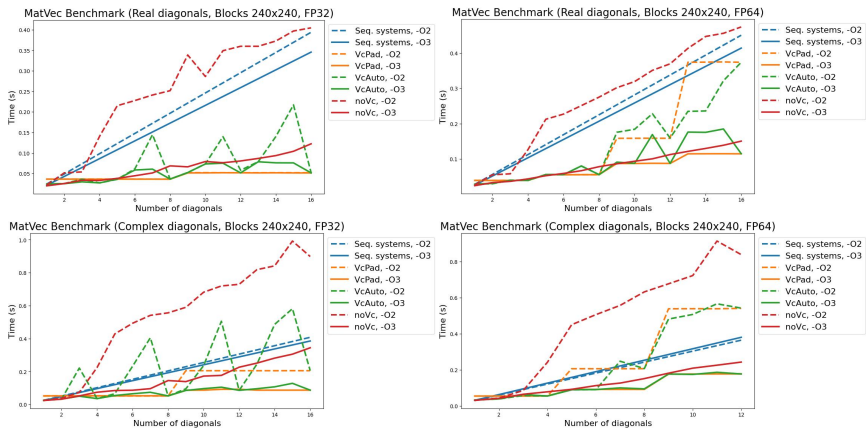 MatVec Benchmark (Real diagonals, Blocks 240x240, FP32)
0.40
0.35
0.30
0.25
0.20
0.15
0.10
0.05
Time (s)
2 4 6 8 10 12 14 16
Number of diagonals
Seq. systems, -O2
Seq. systems, -O3
VcPad, -O2
VcPad, -O3
VcAuto, -O2
VcAuto, -O3
noVc, -O2
noVc, -O3
MatVec Benchmark (Real diagonals, Blocks 240x240, FP64)
0.4
0.3
0.2
0.1
Time (s)
2 4 6 8 10 12 14 16
Number of diagonals
Seq. systems, -O2
Seq. systems, -O3
VcPad, -O2
VcPad, -O3
VcAuto, -O2
VcAuto, -O3
noVc, -O2
noVc, -O3
MatVec Benchmark (Complex diagonals, Blocks 240x240, FP32)
1.0
0.8
0.6
0.4
0.2
0.0
Time (s)
2 4 6 8 10 12 14 16
Number of diagonals
Seq. systems, -O2
Seq. systems, -O3
VcPad, -O2
VcPad, -O3
VcAuto, -O2
VcAuto, -O3
noVc, -O2
noVc, -O3
MatVec Benchmark (Complex diagonals, Blocks 240x240, FP64)
0.8
0.6
0.4
0.2
0.0
Time (s)
2 4 6 8 10 12
Number of diagonals
Seq. systems, -O2
Seq. systems, -O3
VcPad, -O2
VcPad, -O3
VcAuto, -O2
VcAuto, -O3
noVc, -O2
noVc, -O3